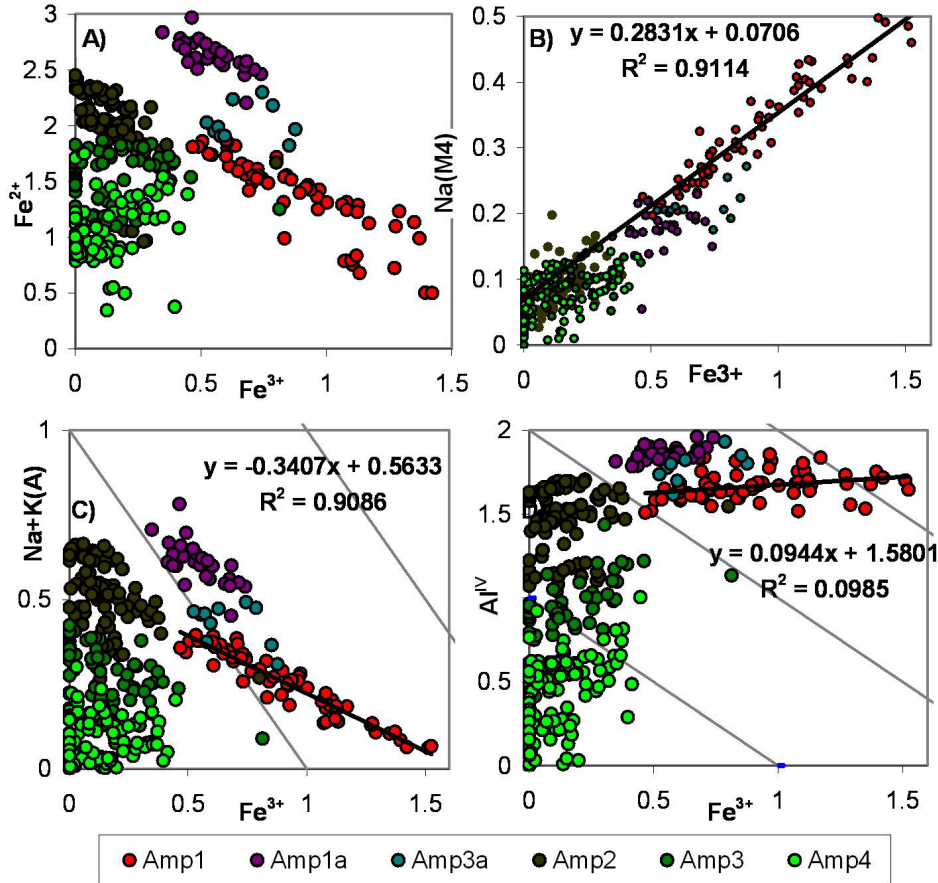 A)
3
2.5
2
1.5
1
0.5
0
Fe²⁺
0 0.5 1 1.5
Fe³⁺
B)
y = 0.2831x + 0.0706
R² = 0.9114
0.5
0.4
0.3
0.2
0.1
0
Na(M4)
0 0.5 1 1.5
Fe3+
C)
y = -0.3407x + 0.5633
R² = 0.9086
1
0.5
0
Na+K(A)
0 0.5 1 1.5
Fe³⁺
2
1.5
1
0.5
0
Al^IV
y = 0.0944x + 1.5801
R² = 0.0985
0 0.5 1 1.5
Fe³⁺
Amp1 Amp1a Amp3a Amp2 Amp3 Amp4